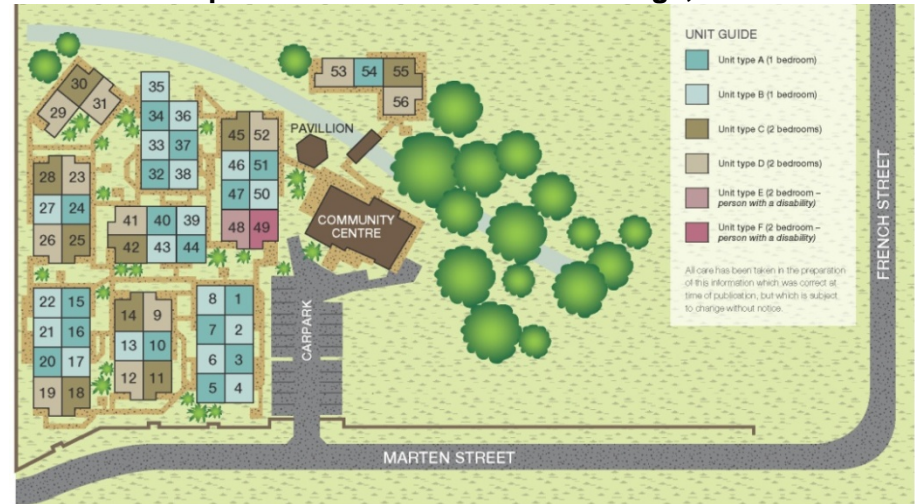 UNIT GUIDE
Unit type A (1 bedroom)
Unit type B (1 bedroom)
Unit type C (2 bedrooms)
Unit type D (2 bedrooms)
Unit type E (2 bedroom –
person with a disability)
Unit type F (2 bedroom –
person with a disability)
All care has been taken in the preparation
of this information which was correct at
time of publication, but which is subject
to change without notice.
FRENCH STREET
MARTEN STREET
CARPARK
COMMUNITY
CENTRE
PAVILLION
53 54 55
56
30
29 31
35
34 36
33 37
32 38
45 52
46 51
47 50
48 49
28 23
27 24
26 25
41 40 39
42 43 44
22 15
21 16
20 17
19 18
14 9
13 10
12 11
8 1
7 2
6 3
5 4